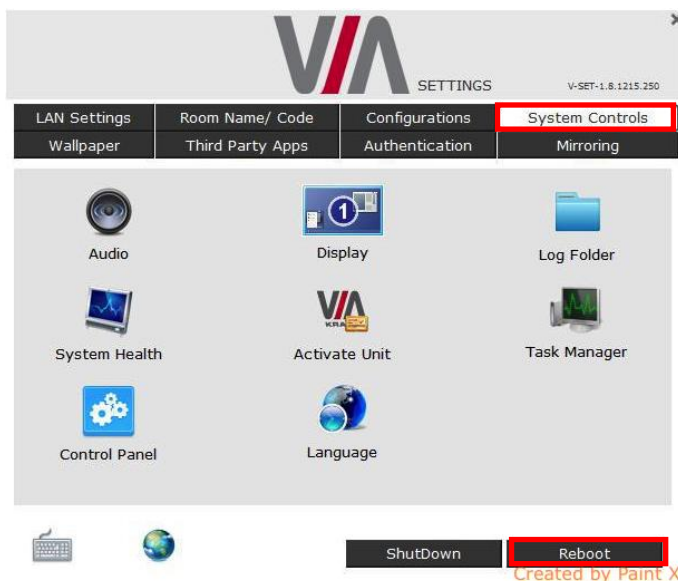 VIA
SETTINGS
V-SET-1.8.1215.250
LAN Settings Room Name/ Code Configurations System Controls
Wallpaper Third Party Apps Authentication Mirroring
1
Audio Display Log Folder
VIA
System Health Activate Unit Task Manager
Control Panel Language
ShutDown Reboot
Created by Paint X